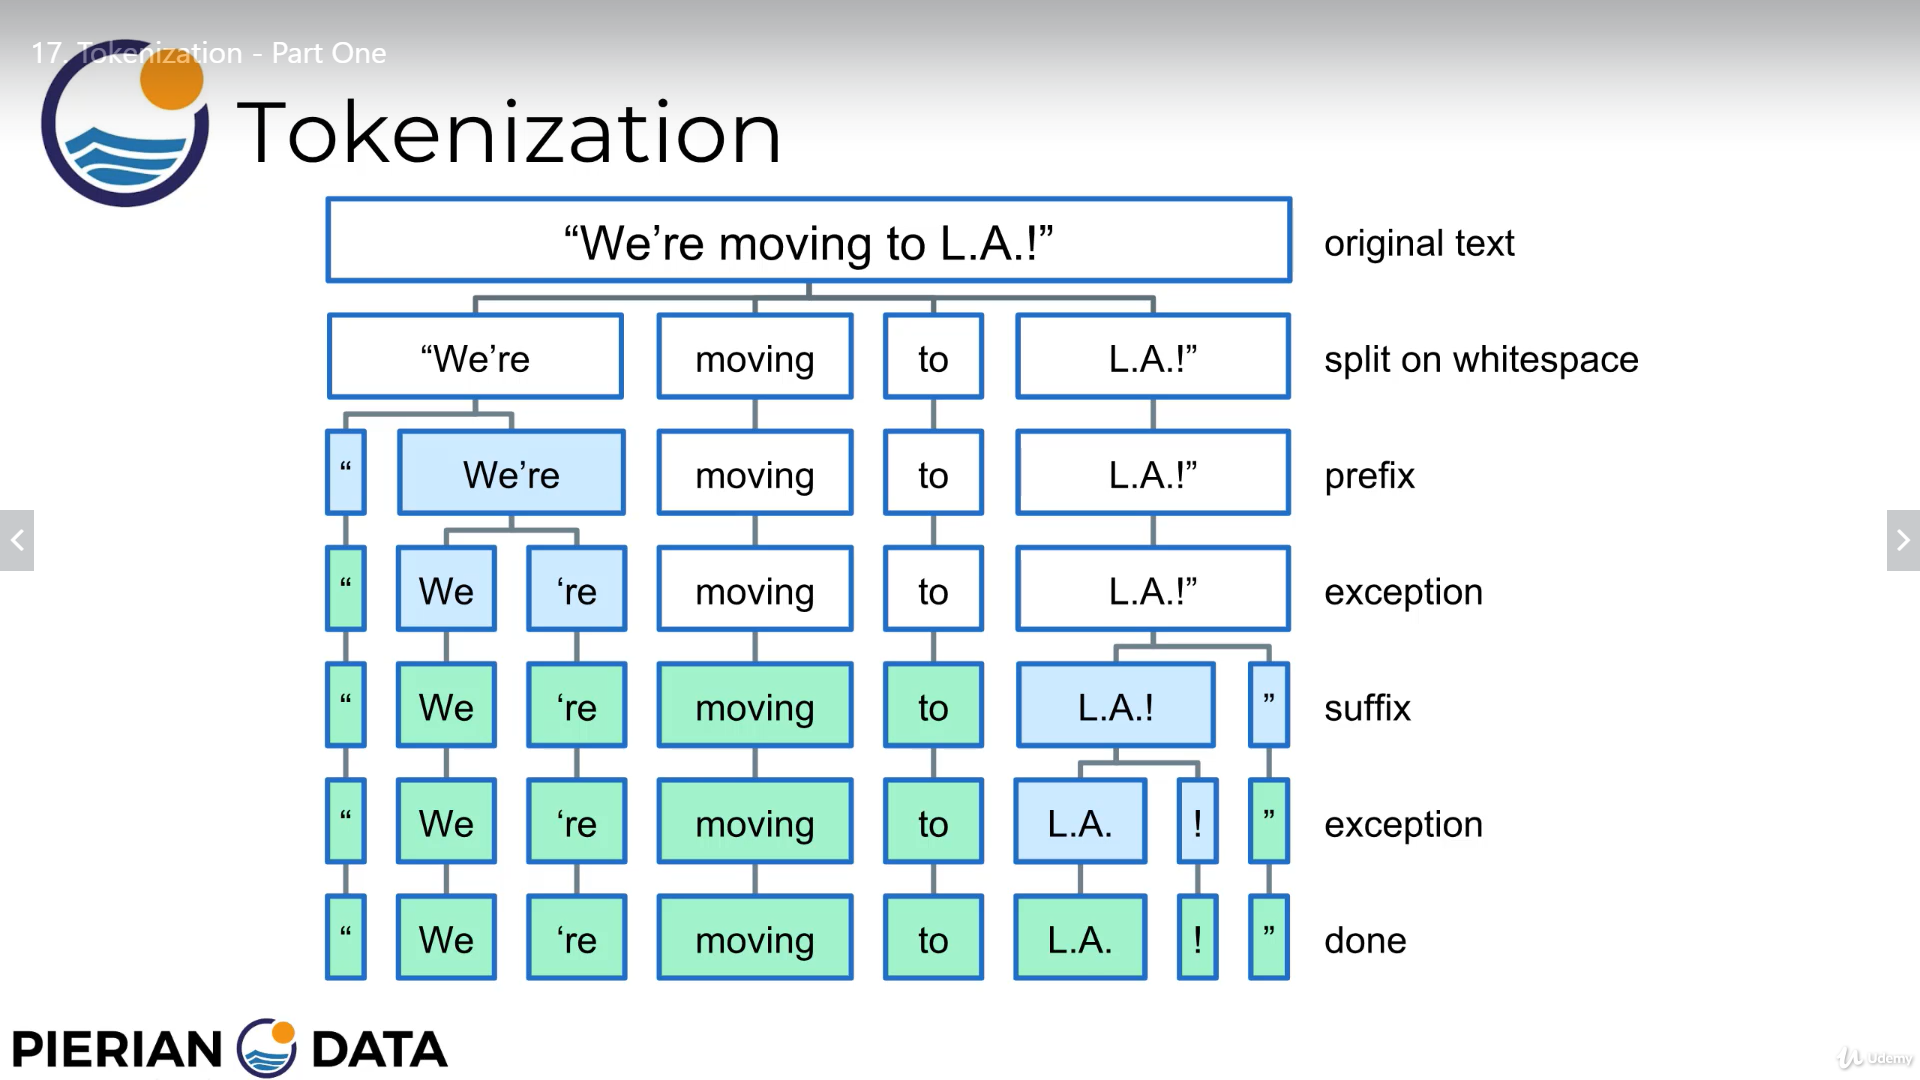 17. Tokenization - Part One
Tokenization
“We’re moving to L.A.!” original text
“We’re moving to L.A.!” split on whitespace
“ We’re moving to L.A.!” prefix
“ We ‘re moving to L.A.!” exception
“ We ‘re moving to L.A.! ” suffix
“ We ‘re moving to L.A. ! ” exception
“ We ‘re moving to L.A. ! ” done
PIERIAN DATA
Udemy